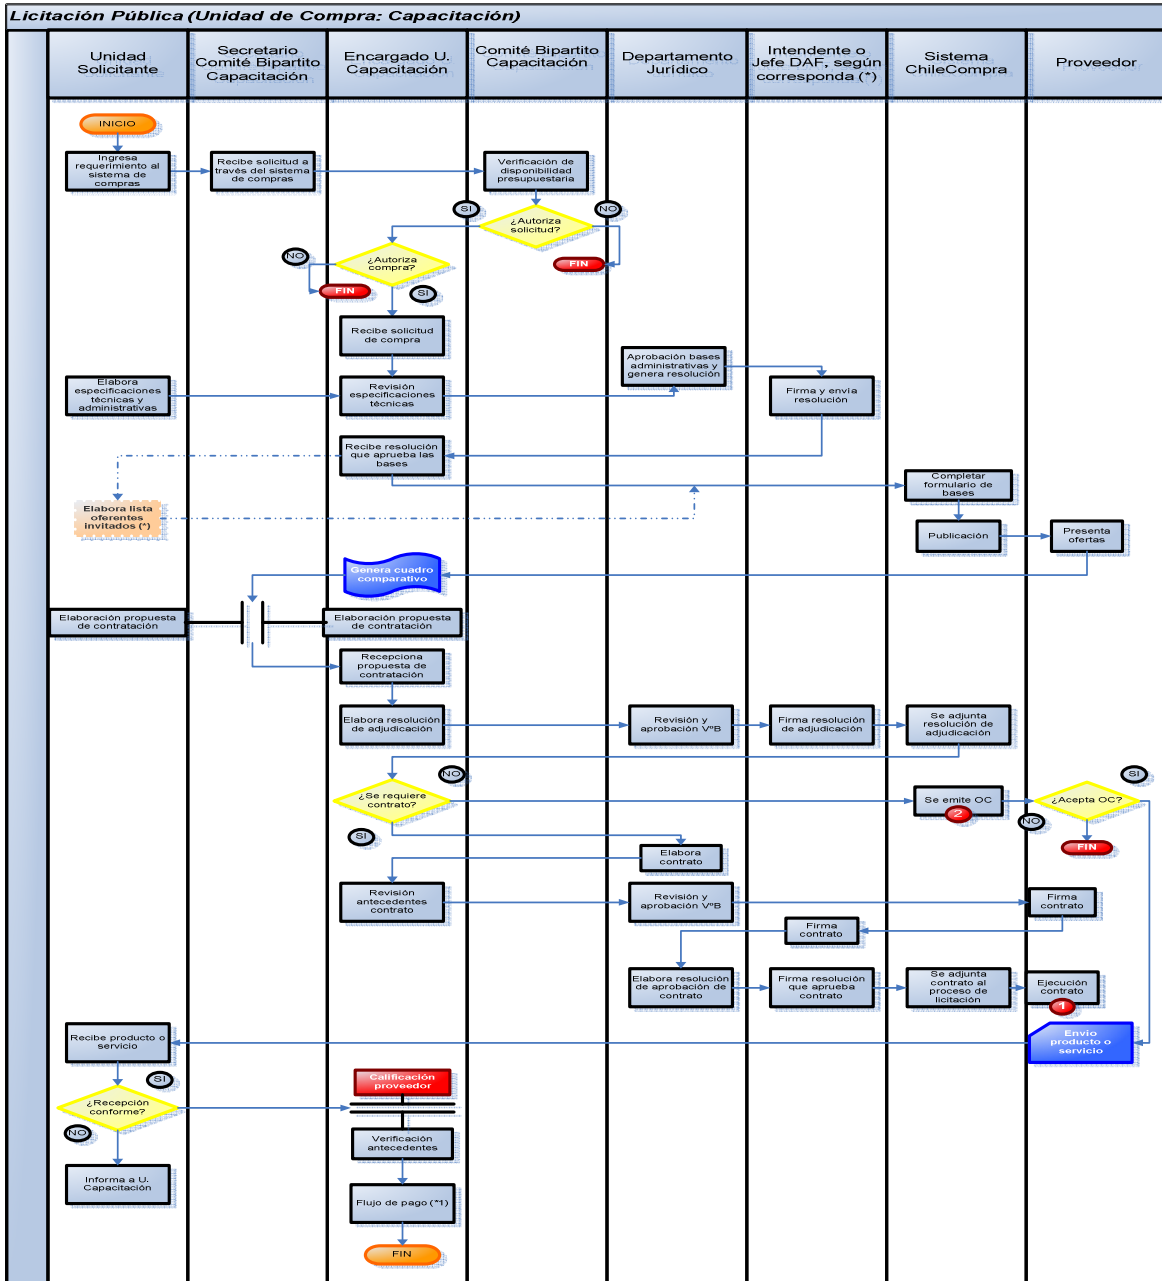 Licitación Pública (Unidad de Compra: Capacitación)
Unidad
Solicitante
Secretario
Comité Bipartito
Capacitación
Encargado U.
Capacitación
Comité Bipartito
Capacitación
Departamento
Jurídico
Intendente o
Jefe DAF, según
corresponda (*)
Sistema
ChileCompra
Proveedor
INICIO
Ingresa
requerimiento al
sistema de
compras
Recibe solicitud a
través del sistema
de compras
Verificación de
disponibilidad
presupuestaria
SI
NO
¿Autoriza
solicitud?
NO
¿Autoriza
compra?
FIN
FIN
SI
Recibe solicitud
de compra
Aprobación bases
administrativas y
genera resolución
Elabora
especificaciones
técnicas y
administrativas
Revisión
especificaciones
técnicas
Firma y envia
resolución
Recibe resolución
que aprueba las
bases
Completar
formulario de
bases
Elabora lista
oferentes
invitados (*)
Publicación
Presenta
ofertas
Genera cuadro
comparativo
Elaboración propuesta
de contratación
Elaboración propuesta
de contratación
Recepciona
propuesta de
contratación
Elabora resolución
de adjudicación
Revisión y
aprobación VºB
Firma resolución
de adjudicación
Se adjunta
resolución de
adjudicación
NO
SI
¿Se requiere
contrato?
Se emite OC
2
¿Acepta OC?
NO
SI
FIN
Elabora
contrato
Revisión
antecedentes
contrato
Revisión y
aprobación VºB
Firma
contrato
Firma
contrato
Elabora resolución
de aprobación de
contrato
Firma resolución
que aprueba
contrato
Se adjunta
contrato al
proceso de
licitación
Ejecución
contrato
1
Recibe producto o
servicio
Envio
producto o
servicio
SI
Calificación
proveedor
¿Recepción
conforme?
NO
Verificación
antecedentes
Informa a U.
Capacitación
Flujo de pago (*1)
FIN